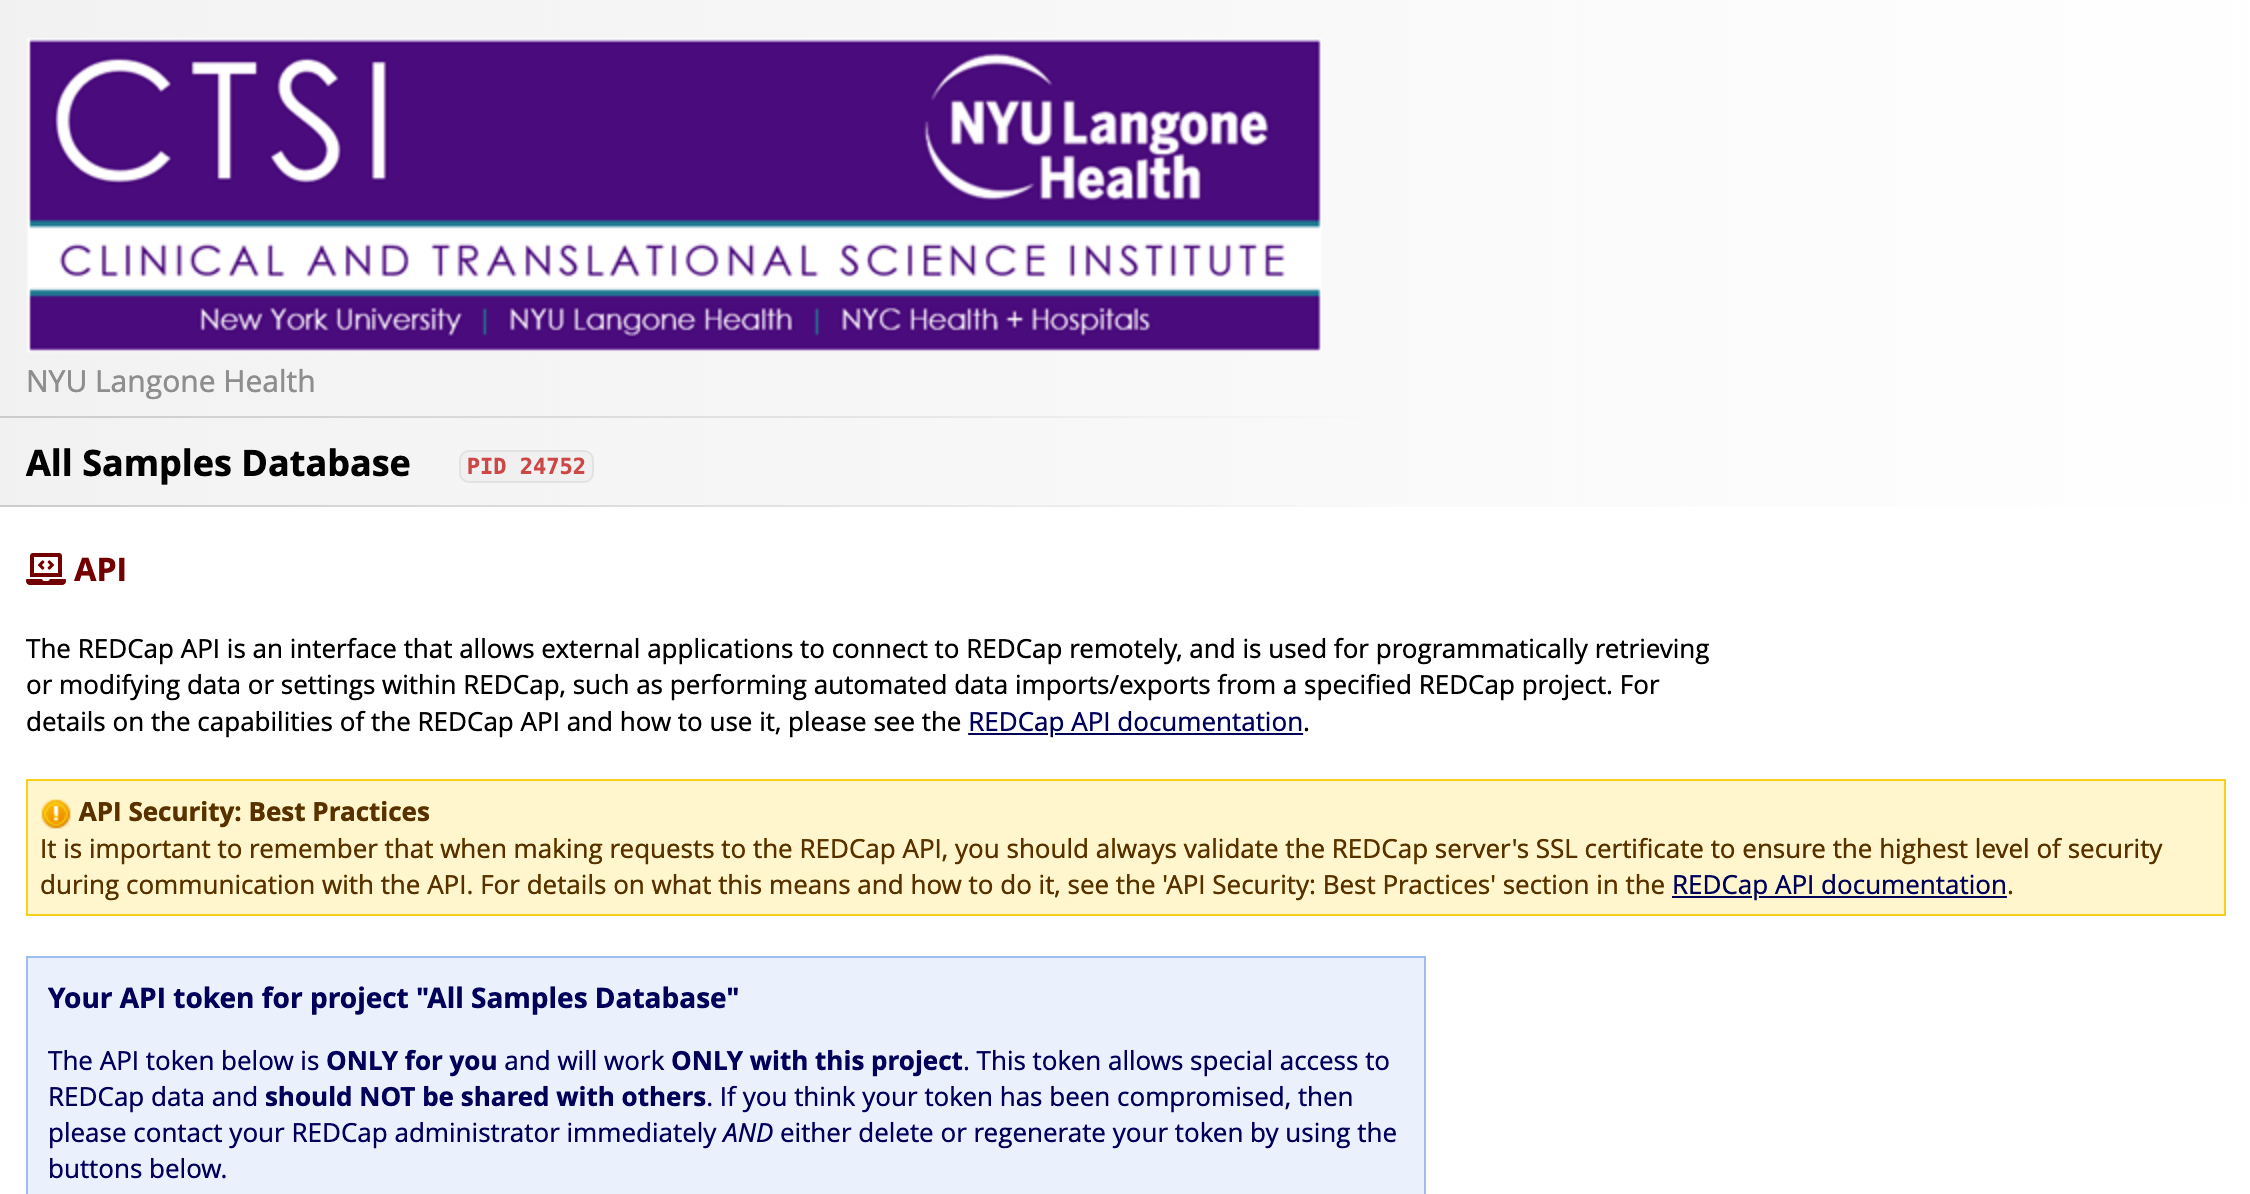 CTSI
NYU Langone
Health
CLINICAL AND TRANSLATIONAL SCIENCE INSTITUTE
New York University | NYU Langone Health | NYC Health + Hospitals
NYU Langone Health
All Samples Database PID 24752
API
The REDCap API is an interface that allows external applications to connect to REDCap remotely, and is used for programmatically retrieving
or modifying data or settings within REDCap, such as performing automated data imports/exports from a specified REDCap project. For
details on the capabilities of the REDCap API and how to use it, please see the REDCap API documentation.
API Security: Best Practices
It is important to remember that when making requests to the REDCap API, you should always validate the REDCap server's SSL certificate to ensure the highest level of security
during communication with the API. For details on what this means and how to do it, see the 'API Security: Best Practices' section in the REDCap API documentation.
Your API token for project "All Samples Database"
The API token below is ONLY for you and will work ONLY with this project. This token allows special access to
REDCap data and should NOT be shared with others. If you think your token has been compromised, then
please contact your REDCap administrator immediately AND either delete or regenerate your token by using the
buttons below.